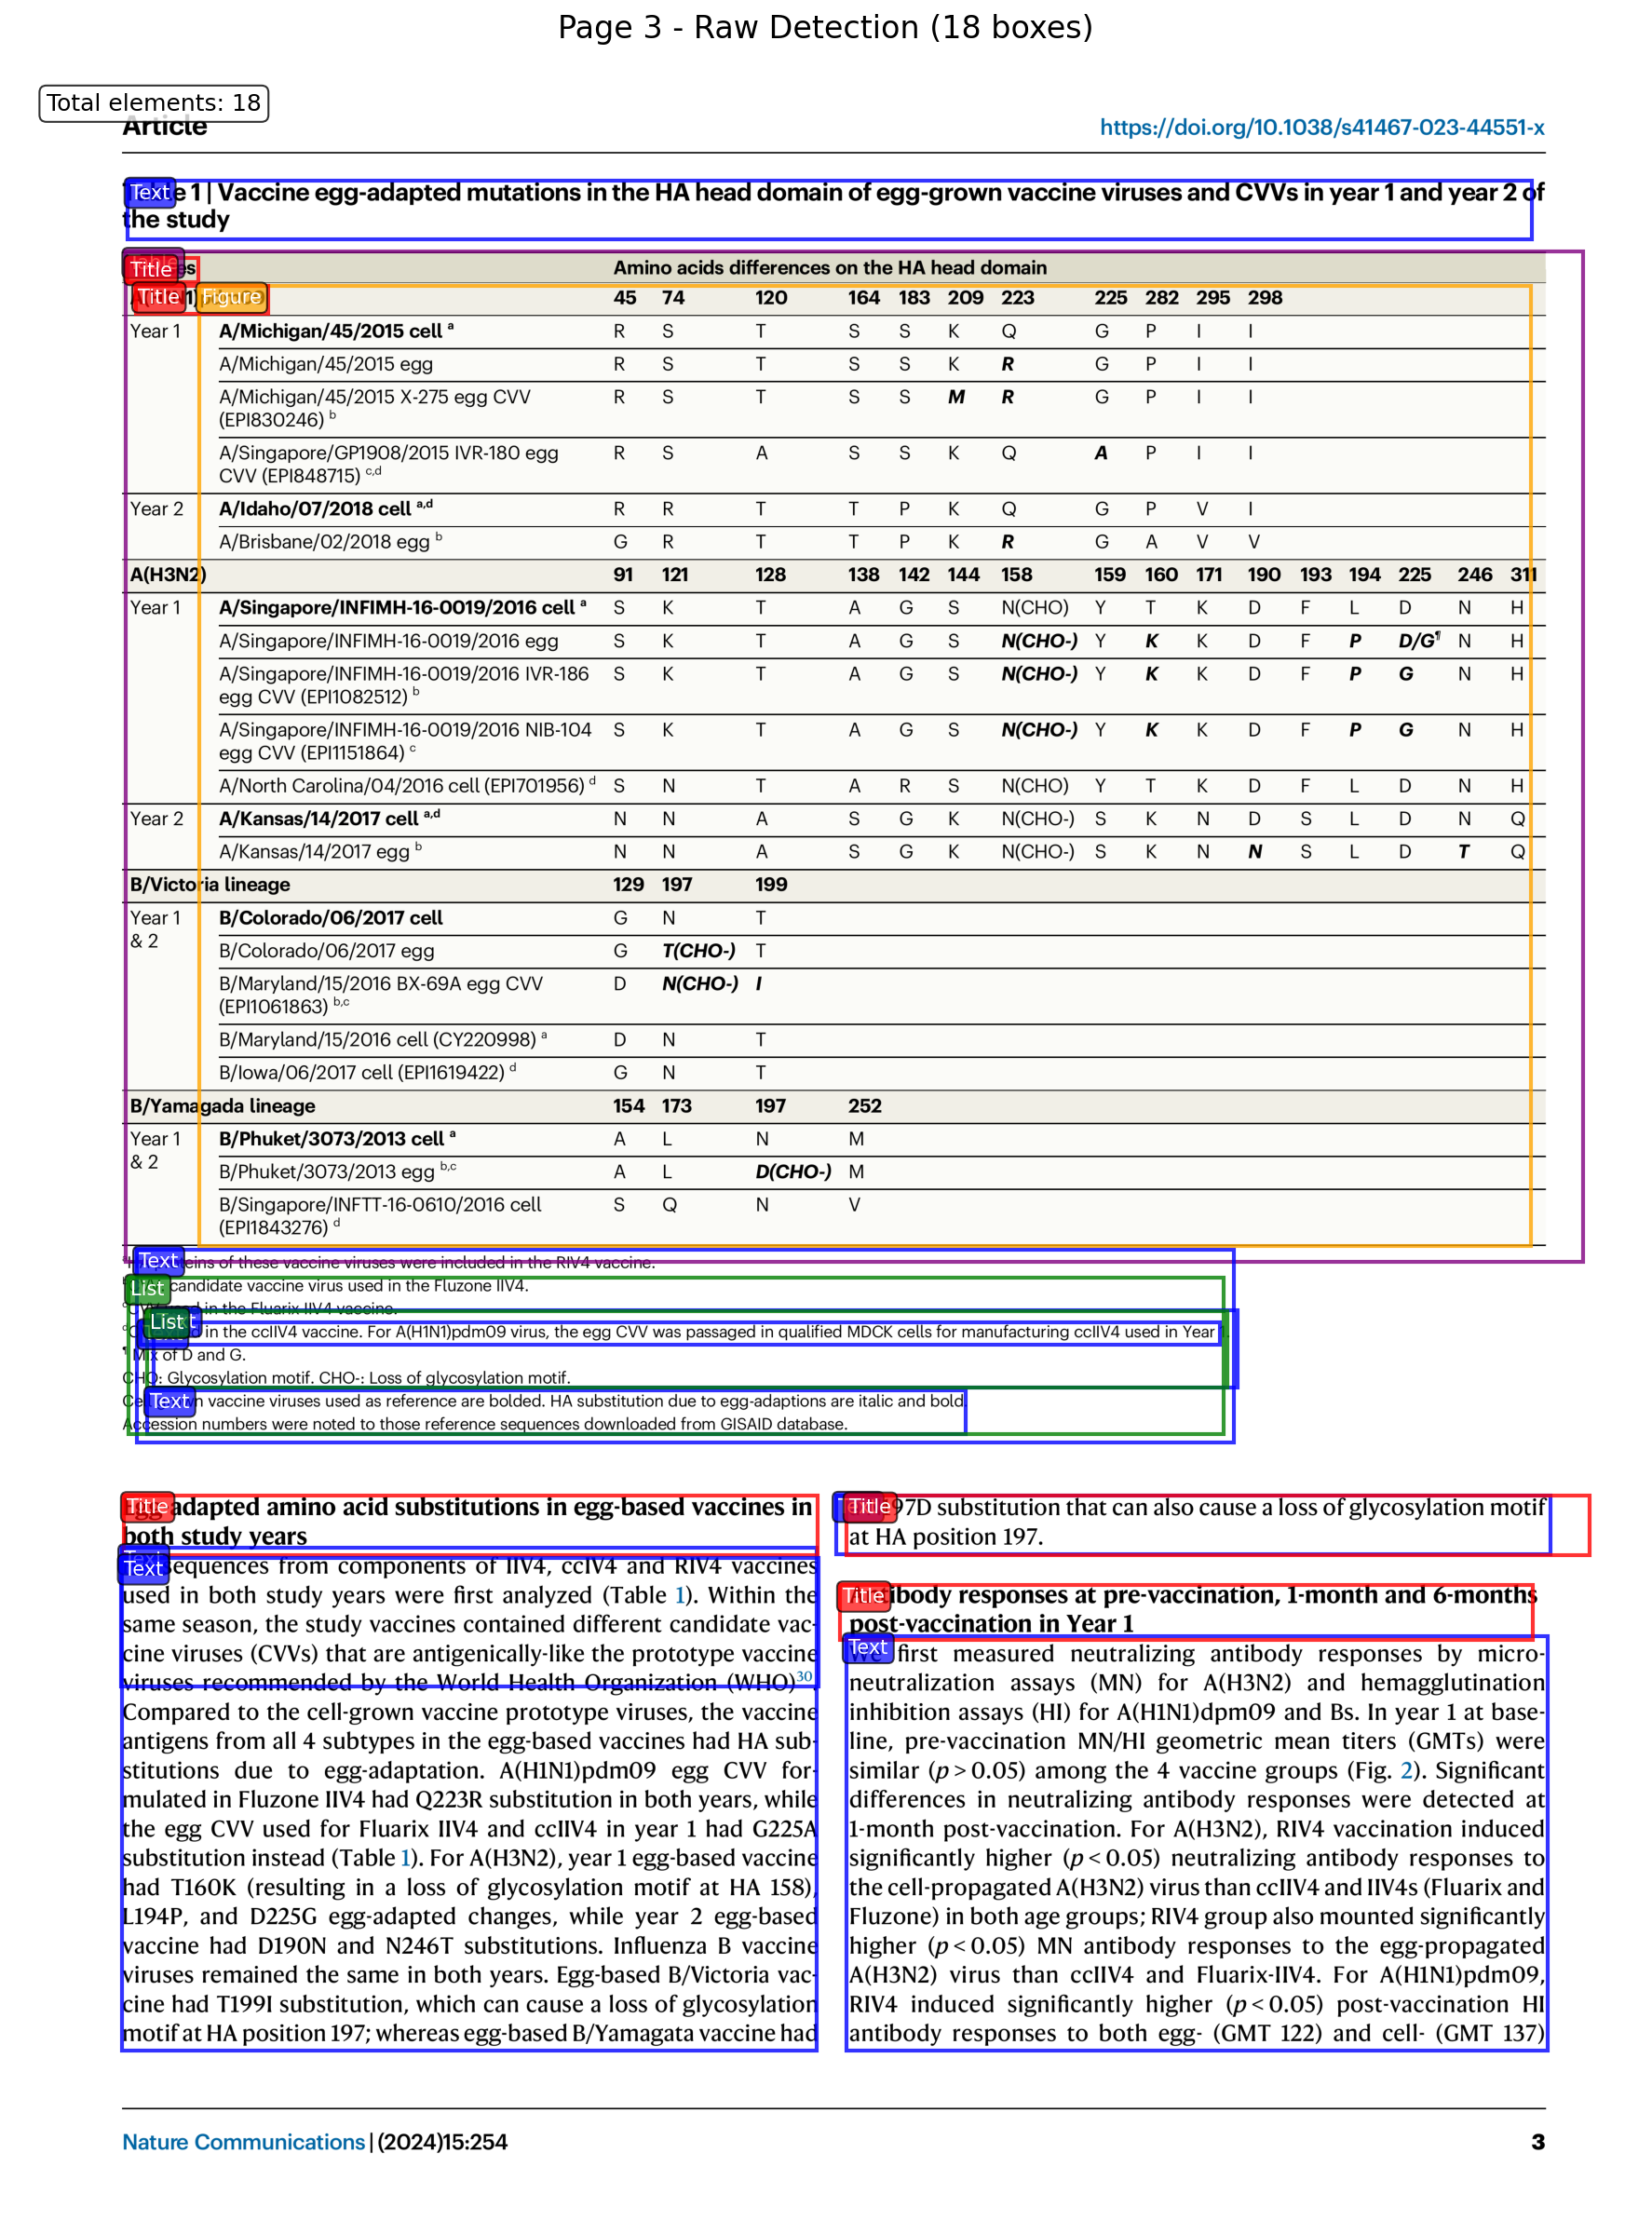 Page 3 - Raw Detection (18 boxes)
Total elements: 18
Article
https://doi.org/10.1038/s41467-023-44551-x
Text
1 | Vaccine egg-adapted mutations in the HA head domain of egg-grown vaccine viruses and CVVs in year 1 and year 2 of
the study
Title
Amino acids differences on the HA head domain
Title Figure 45 74 120 164 183 209 223 225 282 295 298
Year 1 A/Michigan/45/2015 cell a R S T S S K Q G P I I
A/Michigan/45/2015 egg R S T S S K R G P I I
A/Michigan/45/2015 X-275 egg CVV
(EPI830246) b R S T S S M R G P I I
A/Singapore/GP1908/2015 IVR-180 egg
CVV (EPI848715) c,d R S A S S K Q A P I I
Year 2 A/Idaho/07/2018 cell a,d R R T T P K Q G P V I
A/Brisbane/02/2018 egg b G R T T P K R G A V V
A(H3N2) 91 121 128 138 142 144 158 159 160 171 190 193 194 225 246 311
Year 1 A/Singapore/INFIMH-16-0019/2016 cell a S K T A G S N(CHO) Y T K D F L D N H
A/Singapore/INFIMH-16-0019/2016 egg S K T A G S N(CHO-) Y K K D F P D/G¶ N H
A/Singapore/INFIMH-16-0019/2016 IVR-186
egg CVV (EPI1082512) b S K T A G S N(CHO-) Y K K D F P G N H
A/Singapore/INFIMH-16-0019/2016 NIB-104
egg CVV (EPI1151864) c S K T A G S N(CHO-) Y K K D F P G N H
A/North Carolina/04/2016 cell (EPI701956) d S N T A R S N(CHO) Y T K D F L D N H
Year 2 A/Kansas/14/2017 cell a,d N N A S G K N(CHO-) S K N D S L D N Q
A/Kansas/14/2017 egg b N N A S G K N(CHO-) S K N N S L D T Q
B/Victoria lineage 129 197 199
Year 1
& 2 B/Colorado/06/2017 cell G N T
B/Colorado/06/2017 egg G T(CHO-) T
B/Maryland/15/2016 BX-69A egg CVV
(EPI1061863) b,c D N(CHO-) I
B/Maryland/15/2016 cell (CY220998) a D N T
B/Iowa/06/2017 cell (EPI1619422) d G N T
B/Yamagada lineage 154 173 197 252
Year 1
& 2 B/Phuket/3073/2013 cell a A L N M
B/Phuket/3073/2013 egg b,c A L D(CHO-) M
B/Singapore/INFTT-16-0610/2016 cell
(EPI1843276) d S Q N V
Text of these vaccine viruses were included in the RIV4 vaccine.
List candidate vaccine virus used in the Fluzone IIV4.
in the Fluarix IIV4 vaccine.
List in the ccIIV4 vaccine. For A(H1N1)pdm09 virus, the egg CVV was passaged in qualified MDCK cells for manufacturing ccIIV4 used in Year 1.
¶ Mix of D and G.
CHO: Glycosylation motif. CHO-: Loss of glycosylation motif.
Text vaccine viruses used as reference are bolded. HA substitution due to egg-adaptions are italic and bold.
Accession numbers were noted to those reference sequences downloaded from GISAID database.
Title adapted amino acid substitutions in egg-based vaccines in
both study years
Text
Text sequences from components of IIV4, ccIV4 and RIV4 vaccines
used in both study years were first analyzed (Table 1). Within the
same season, the study vaccines contained different candidate vac-
cine viruses (CVVs) that are antigenically-like the prototype vaccine
viruses recommended by the World Health Organization (WHO)30.
Compared to the cell-grown vaccine prototype viruses, the vaccine
antigens from all 4 subtypes in the egg-based vaccines had HA sub-
stitutions due to egg-adaptation. A(H1N1)pdm09 egg CVV for-
mulated in Fluzone IIV4 had Q223R substitution in both years, while
the egg CVV used for Fluarix IIV4 and ccIIV4 in year 1 had G225A
substitution instead (Table 1). For A(H3N2), year 1 egg-based vaccine
had T160K (resulting in a loss of glycosylation motif at HA 158),
L194P, and D225G egg-adapted changes, while year 2 egg-based
vaccine had D190N and N246T substitutions. Influenza B vaccine
viruses remained the same in both years. Egg-based B/Victoria vac-
cine had T199I substitution, which can cause a loss of glycosylation
motif at HA position 197; whereas egg-based B/Yamagata vaccine had
Title 97D substitution that can also cause a loss of glycosylation motif
at HA position 197.
Title ibody responses at pre-vaccination, 1-month and 6-months
post-vaccination in Year 1
Text
We first measured neutralizing antibody responses by micro-
neutralization assays (MN) for A(H3N2) and hemagglutination
inhibition assays (HI) for A(H1N1)dpm09 and Bs. In year 1 at base-
line, pre-vaccination MN/HI geometric mean titers (GMTs) were
similar (p > 0.05) among the 4 vaccine groups (Fig. 2). Significant
differences in neutralizing antibody responses were detected at
1-month post-vaccination. For A(H3N2), RIV4 vaccination induced
significantly higher (p < 0.05) neutralizing antibody responses to
the cell-propagated A(H3N2) virus than ccIIV4 and IIV4s (Fluarix and
Fluzone) in both age groups; RIV4 group also mounted significantly
higher (p < 0.05) MN antibody responses to the egg-propagated
A(H3N2) virus than ccIIV4 and Fluarix-IIV4. For A(H1N1)pdm09,
RIV4 induced significantly higher (p < 0.05) post-vaccination HI
antibody responses to both egg- (GMT 122) and cell- (GMT 137)
Nature Communications | (2024)15:254
3